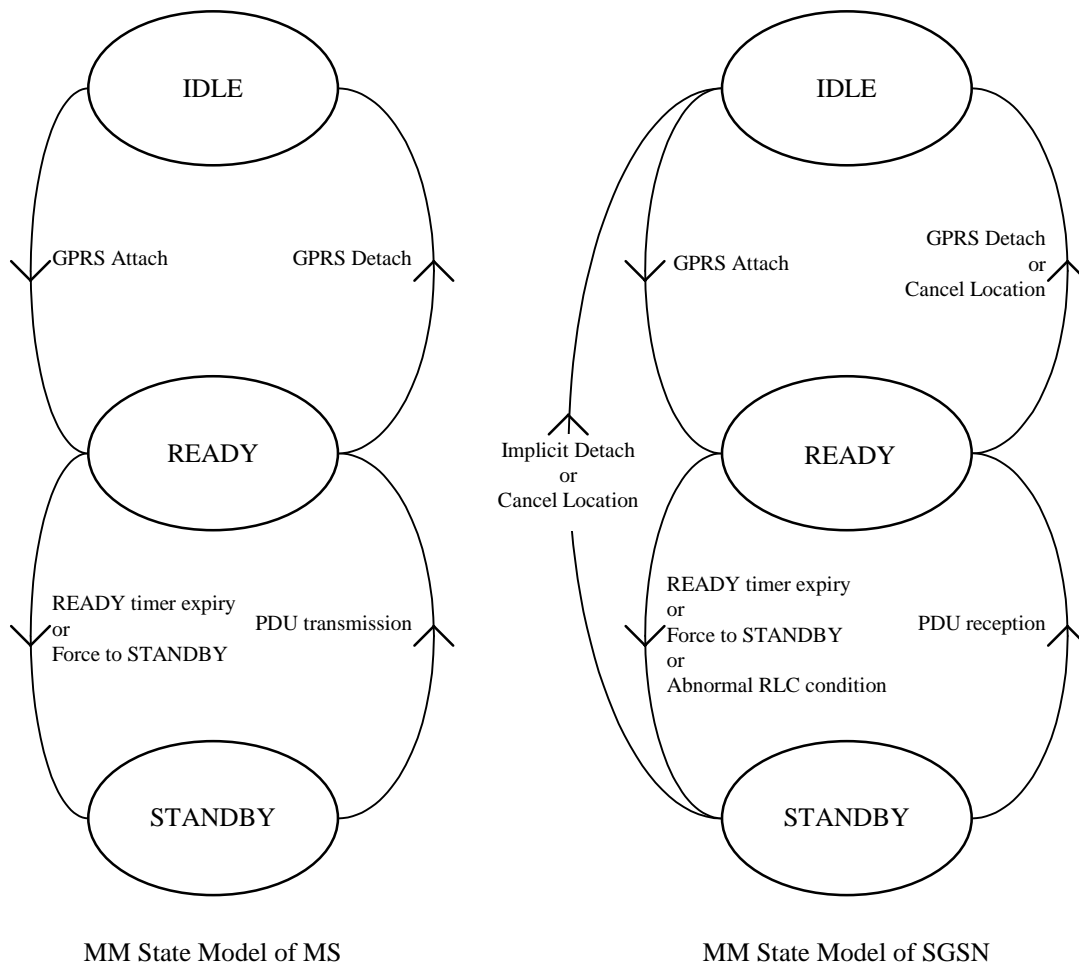 IDLE
GPRS Attach
GPRS Detach
READY
READY timer expiry
or
Force to STANDBY
PDU transmission
STANDBY
MM State Model of MS
IDLE
GPRS Attach
GPRS Detach
or
Cancel Location
Implicit Detach
or
Cancel Location
READY
READY timer expiry
or
Force to STANDBY
or
Abnormal RLC condition
PDU reception
STANDBY
MM State Model of SGSN